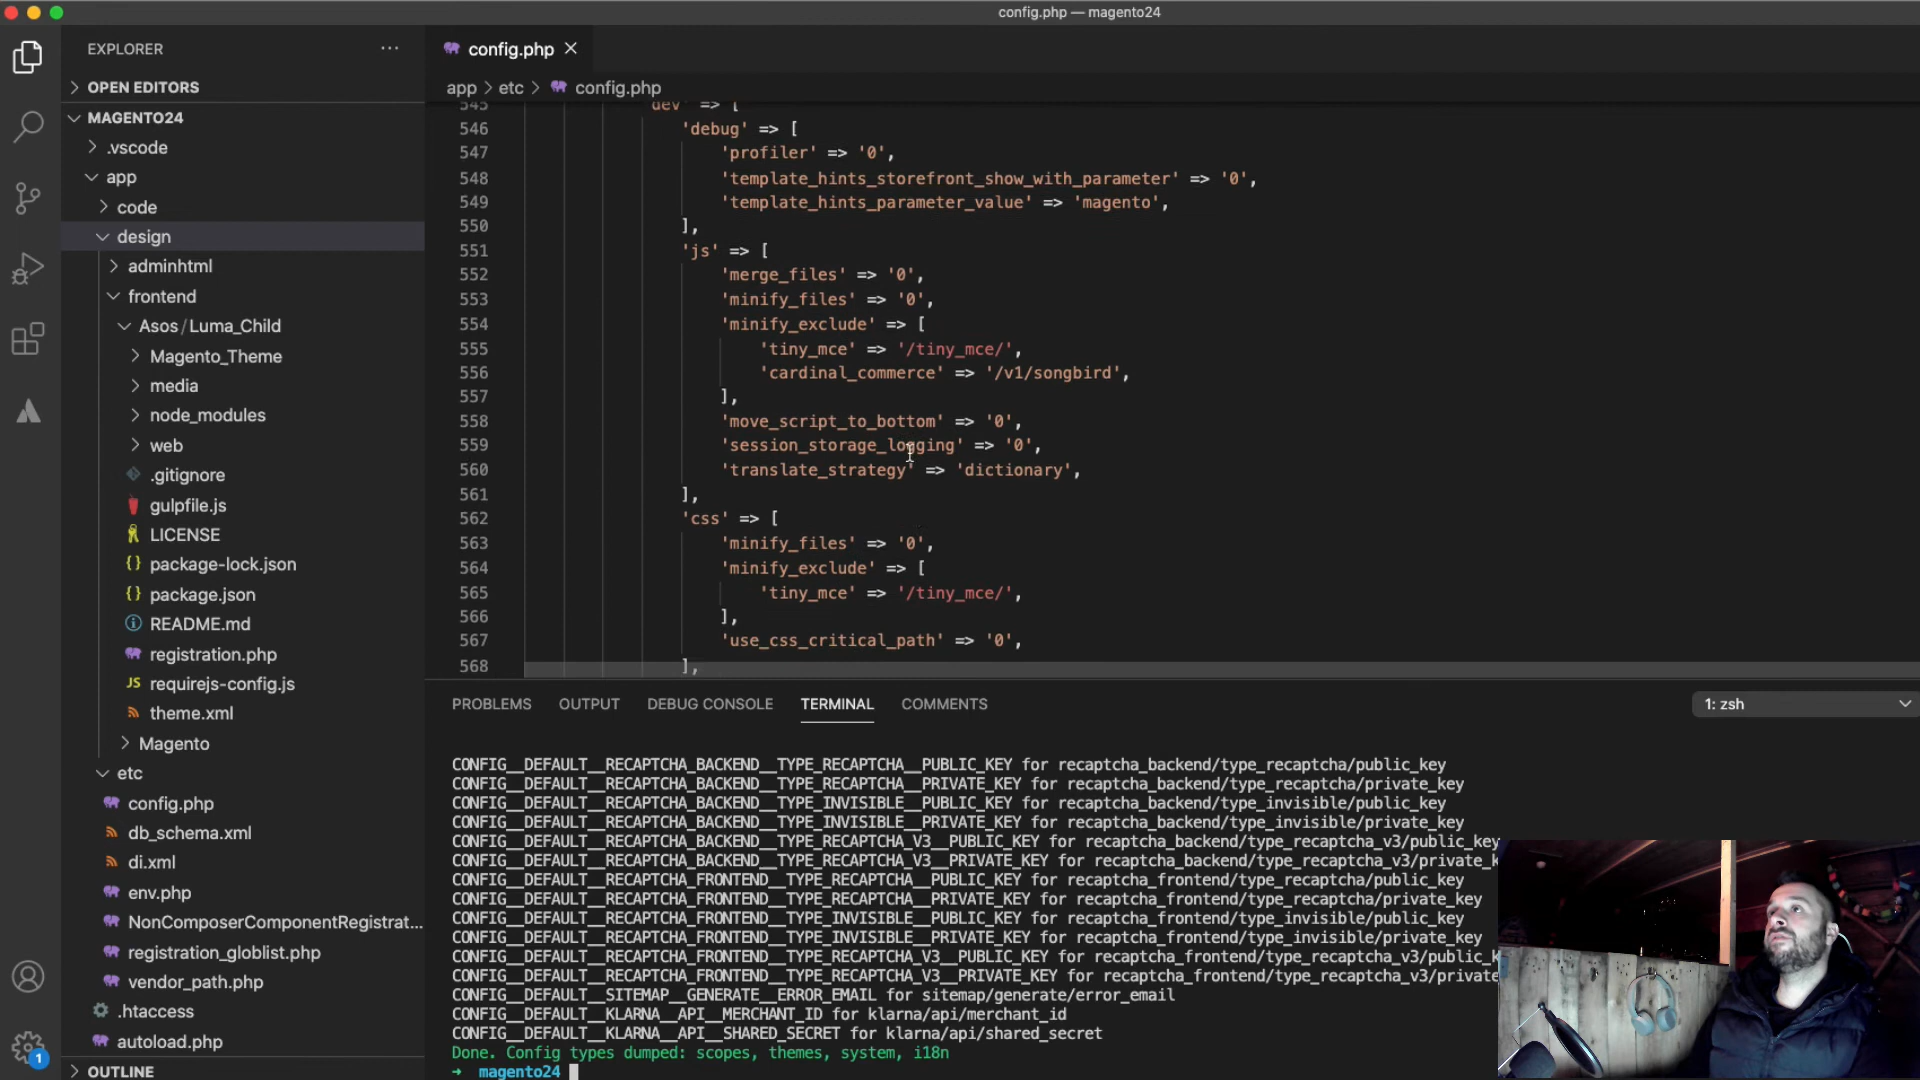 config.php — magento24
EXPLORER
OPEN EDITORS
MAGENTO24
.vscode
app
code
design
adminhtml
frontend
Asos / Luma_Child
Magento_Theme
media
node_modules
web
.gitignore
gulpfile.js
LICENSE
package-lock.json
package.json
README.md
registration.php
requirejs-config.js
theme.xml
Magento
etc
config.php
db_schema.xml
di.xml
env.php
NonComposerComponentRegistrat...
registration_globlist.php
vendor_path.php
.htaccess
autoload.php
OUTLINE
1
config.php
app > etc > config.php
545 'dev' => [
546 'debug' => [
547 'profiler' => '0',
548 'template_hints_storefront_show_with_parameter' => '0',
549 'template_hints_parameter_value' => 'magento',
550 ],
551 'js' => [
552 'merge_files' => '0',
553 'minify_files' => '0',
554 'minify_exclude' => [
555 'tiny_mce' => '/tiny_mce/',
556 'cardinal_commerce' => '/v1/songbird',
557 ],
558 'move_script_to_bottom' => '0',
559 'session_storage_logging' => '0',
560 'translate_strategy' => 'dictionary',
561 ],
562 'css' => [
563 'minify_files' => '0',
564 'minify_exclude' => [
565 'tiny_mce' => '/tiny_mce/',
566 ],
567 'use_css_critical_path' => '0',
568 ],
PROBLEMS OUTPUT DEBUG CONSOLE TERMINAL COMMENTS
1: zsh
CONFIG__DEFAULT__RECAPTCHA_BACKEND__TYPE_RECAPTCHA__PUBLIC_KEY for recaptcha_backend/type_recaptcha/public_key
CONFIG__DEFAULT__RECAPTCHA_BACKEND__TYPE_RECAPTCHA__PRIVATE_KEY for recaptcha_backend/type_recaptcha/private_key
CONFIG__DEFAULT__RECAPTCHA_BACKEND__TYPE_INVISIBLE__PUBLIC_KEY for recaptcha_backend/type_invisible/public_key
CONFIG__DEFAULT__RECAPTCHA_BACKEND__TYPE_INVISIBLE__PRIVATE_KEY for recaptcha_backend/type_invisible/private_key
CONFIG__DEFAULT__RECAPTCHA_BACKEND__TYPE_RECAPTCHA_V3__PUBLIC_KEY for recaptcha_backend/type_recaptcha_v3/public_key
CONFIG__DEFAULT__RECAPTCHA_BACKEND__TYPE_RECAPTCHA_V3__PRIVATE_KEY for recaptcha_backend/type_recaptcha_v3/private_k
CONFIG__DEFAULT__RECAPTCHA_FRONTEND__TYPE_RECAPTCHA__PUBLIC_KEY for recaptcha_frontend/type_recaptcha/public_key
CONFIG__DEFAULT__RECAPTCHA_FRONTEND__TYPE_RECAPTCHA__PRIVATE_KEY for recaptcha_frontend/type_recaptcha/private_key
CONFIG__DEFAULT__RECAPTCHA_FRONTEND__TYPE_INVISIBLE__PUBLIC_KEY for recaptcha_frontend/type_invisible/public_key
CONFIG__DEFAULT__RECAPTCHA_FRONTEND__TYPE_INVISIBLE__PRIVATE_KEY for recaptcha_frontend/type_invisible/private_key
CONFIG__DEFAULT__RECAPTCHA_FRONTEND__TYPE_RECAPTCHA_V3__PUBLIC_KEY for recaptcha_frontend/type_recaptcha_v3/public_k
CONFIG__DEFAULT__RECAPTCHA_FRONTEND__TYPE_RECAPTCHA_V3__PRIVATE_KEY for recaptcha_frontend/type_recaptcha_v3/private
CONFIG__DEFAULT__SITEMAP__GENERATE__ERROR_EMAIL for sitemap/generate/error_email
CONFIG__DEFAULT__KLARNA__API__MERCHANT_ID for klarna/api/merchant_id
CONFIG__DEFAULT__KLARNA__API__SHARED_SECRET for klarna/api/shared_secret
Done. Config types dumped: scopes, themes, system, i18n
→ magento24